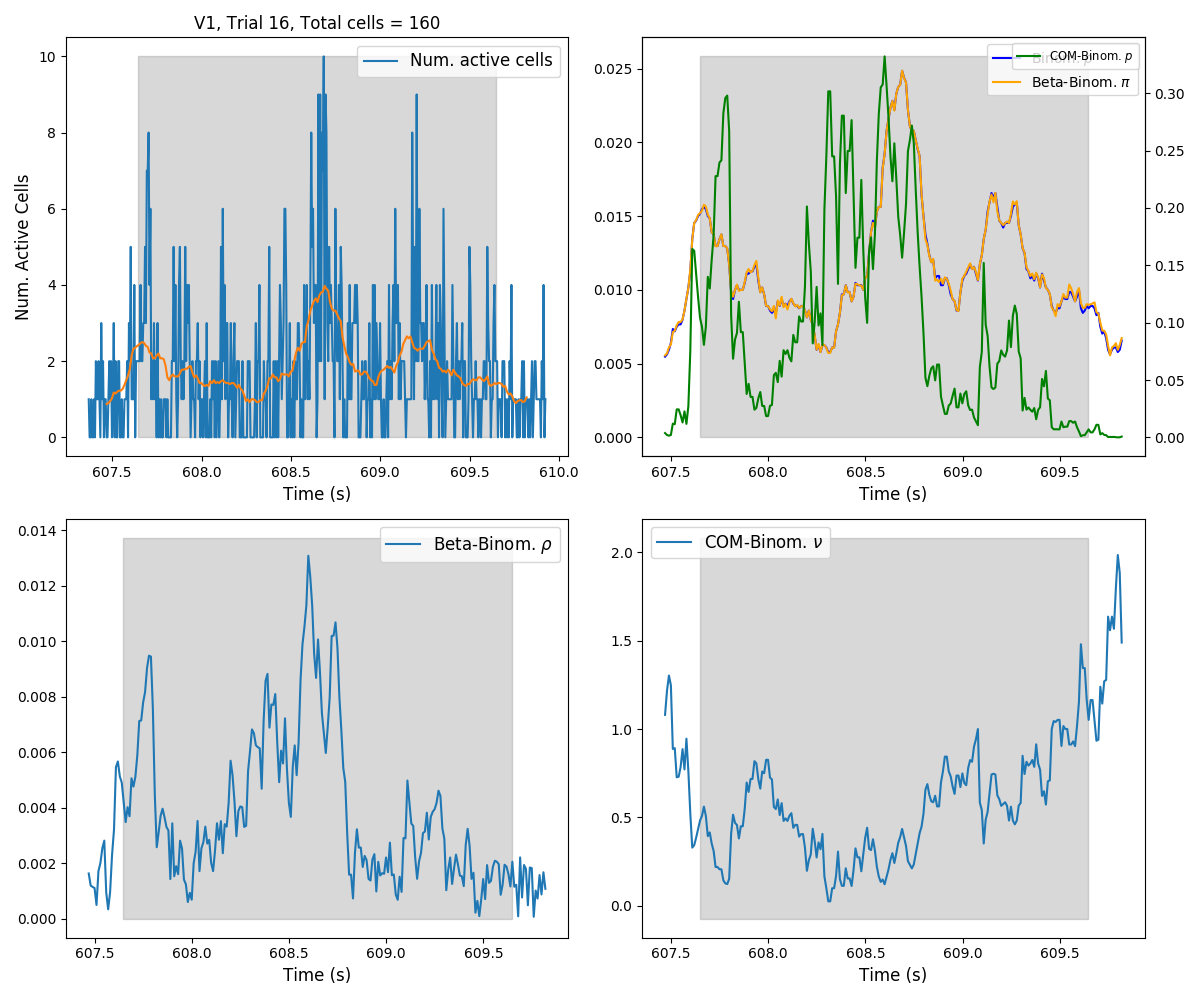 V1, Trial 16, Total cells = 160
Num. active cells
Num. Active Cells
10
8
6
4
2
0
607.5 608.0 608.5 609.0 609.5 610.0
Time (s)
COM-Binom. p
Beta-Binom. π
0.025
0.020
0.015
0.010
0.005
0.000
0.30
0.25
0.20
0.15
0.10
0.05
0.00
607.5 608.0 608.5 609.0 609.5
Time (s)
Beta-Binom. ρ
0.014
0.012
0.010
0.008
0.006
0.004
0.002
0.000
607.5 608.0 608.5 609.0 609.5
Time (s)
COM-Binom. ν
2.0
1.5
1.0
0.5
0.0
607.5 608.0 608.5 609.0 609.5
Time (s)